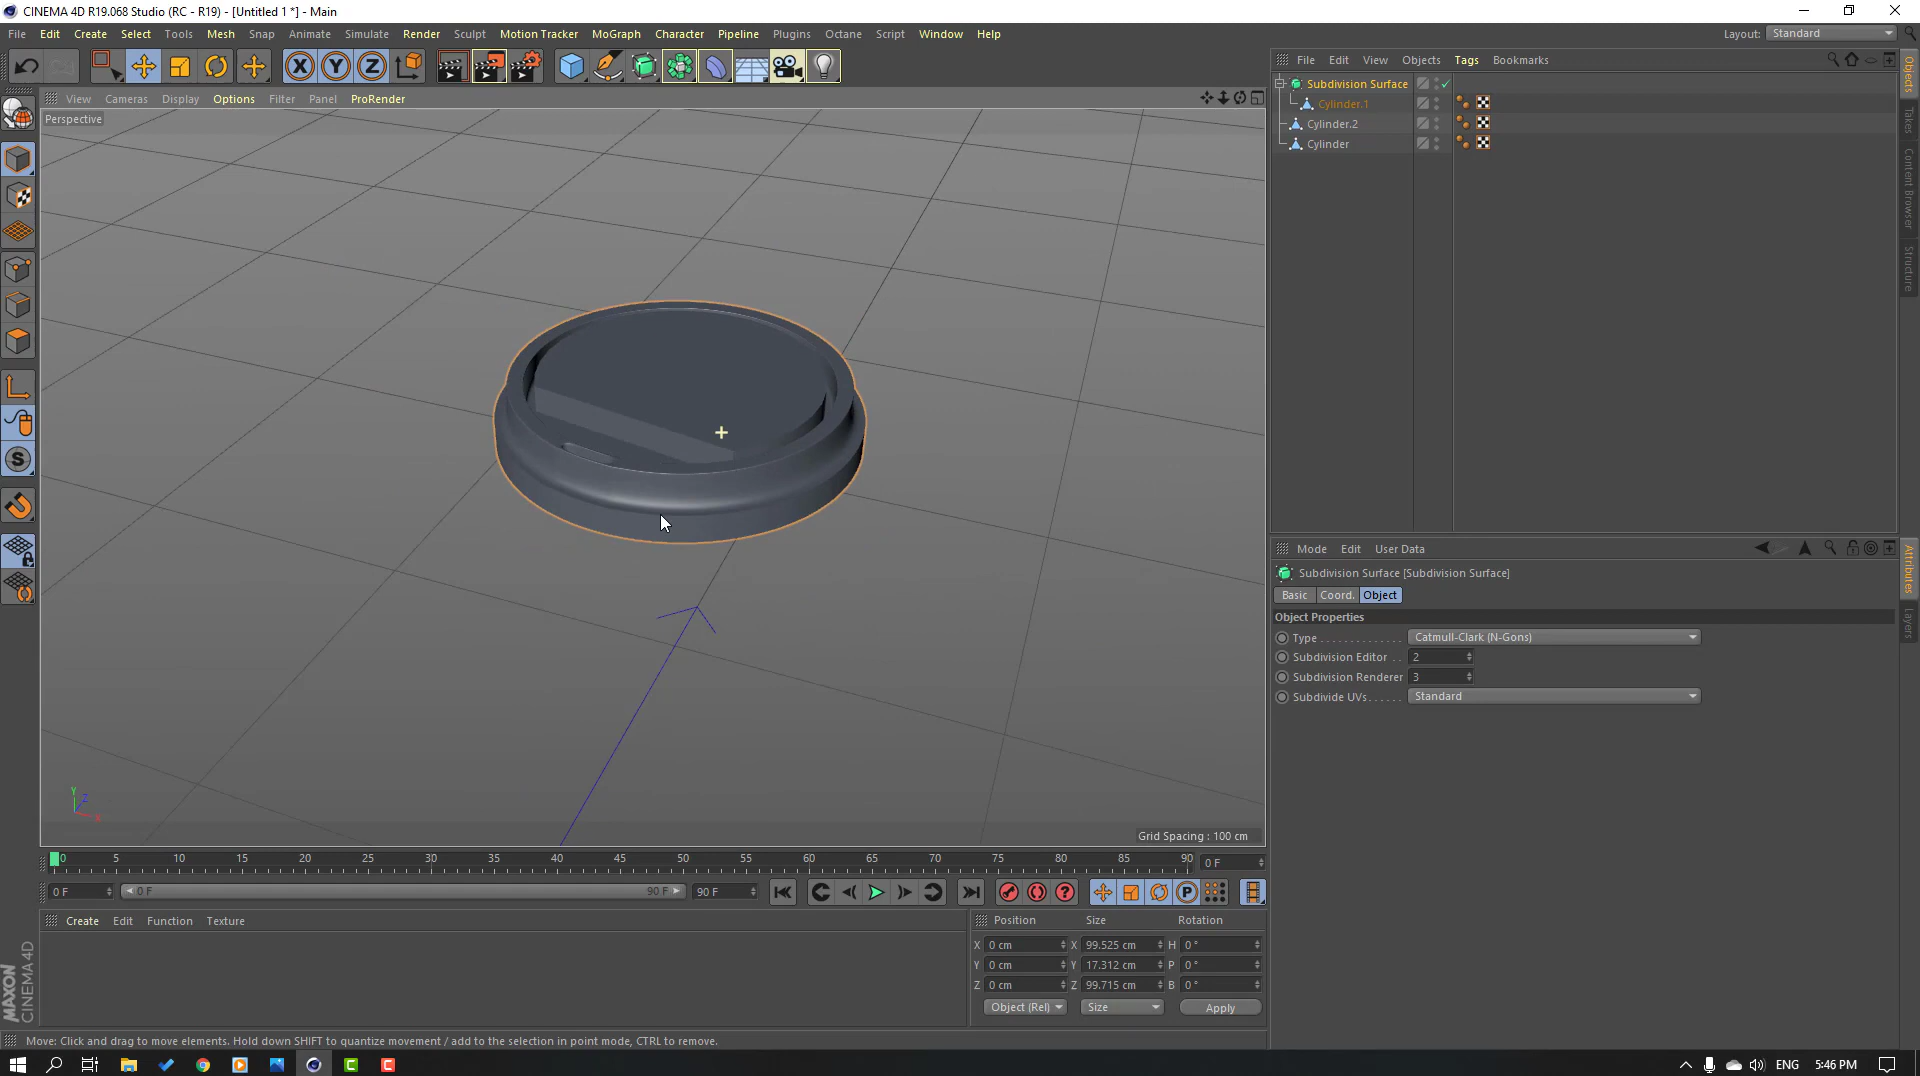 CINEMA 4D R19.068 Studio (RC - R19) - [Untitled 1 *] - Main
File Edit Create Select Tools Mesh Snap Animate Simulate Render Sculpt Motion Tracker MoGraph Character Pipeline Plugins Octane Script Window Help Layout: Standard
X Y Z
File Edit View Objects Tags Bookmarks
View Cameras Display Options Filter Panel ProRender
Perspective
Subdivision Surface
Cylinder.1
Cylinder.2
Cylinder
Objects
Takes
Content Browser
Structure
S
Mode Edit User Data
Subdivision Surface [Subdivision Surface]
Basic Coord. Object
Object Properties
Type . . . . . . . . . . . . . Catmull-Clark (N-Gons)
Subdivision Editor . . 2
Subdivision Renderer 3
Subdivide UVs. . . . . . Standard
Attributes
Layers
Y Z X
Grid Spacing : 100 cm
0 5 10 15 20 25 30 35 40 45 50 55 60 65 70 75 80 85 90 0 F
0 F 0 F 90 F 90 F P
Create Edit Function Texture
Position Size Rotation
X 0 cm X 99.525 cm H 0 °
Y 0 cm Y 17.312 cm P 0 °
Z 0 cm Z 99.715 cm B 0 °
Object (Rel) Size Apply
MAXON CINEMA 4D
Move: Click and drag to move elements. Hold down SHIFT to quantize movement / add to the selection in point mode, CTRL to remove.
ENG 5:46 PM